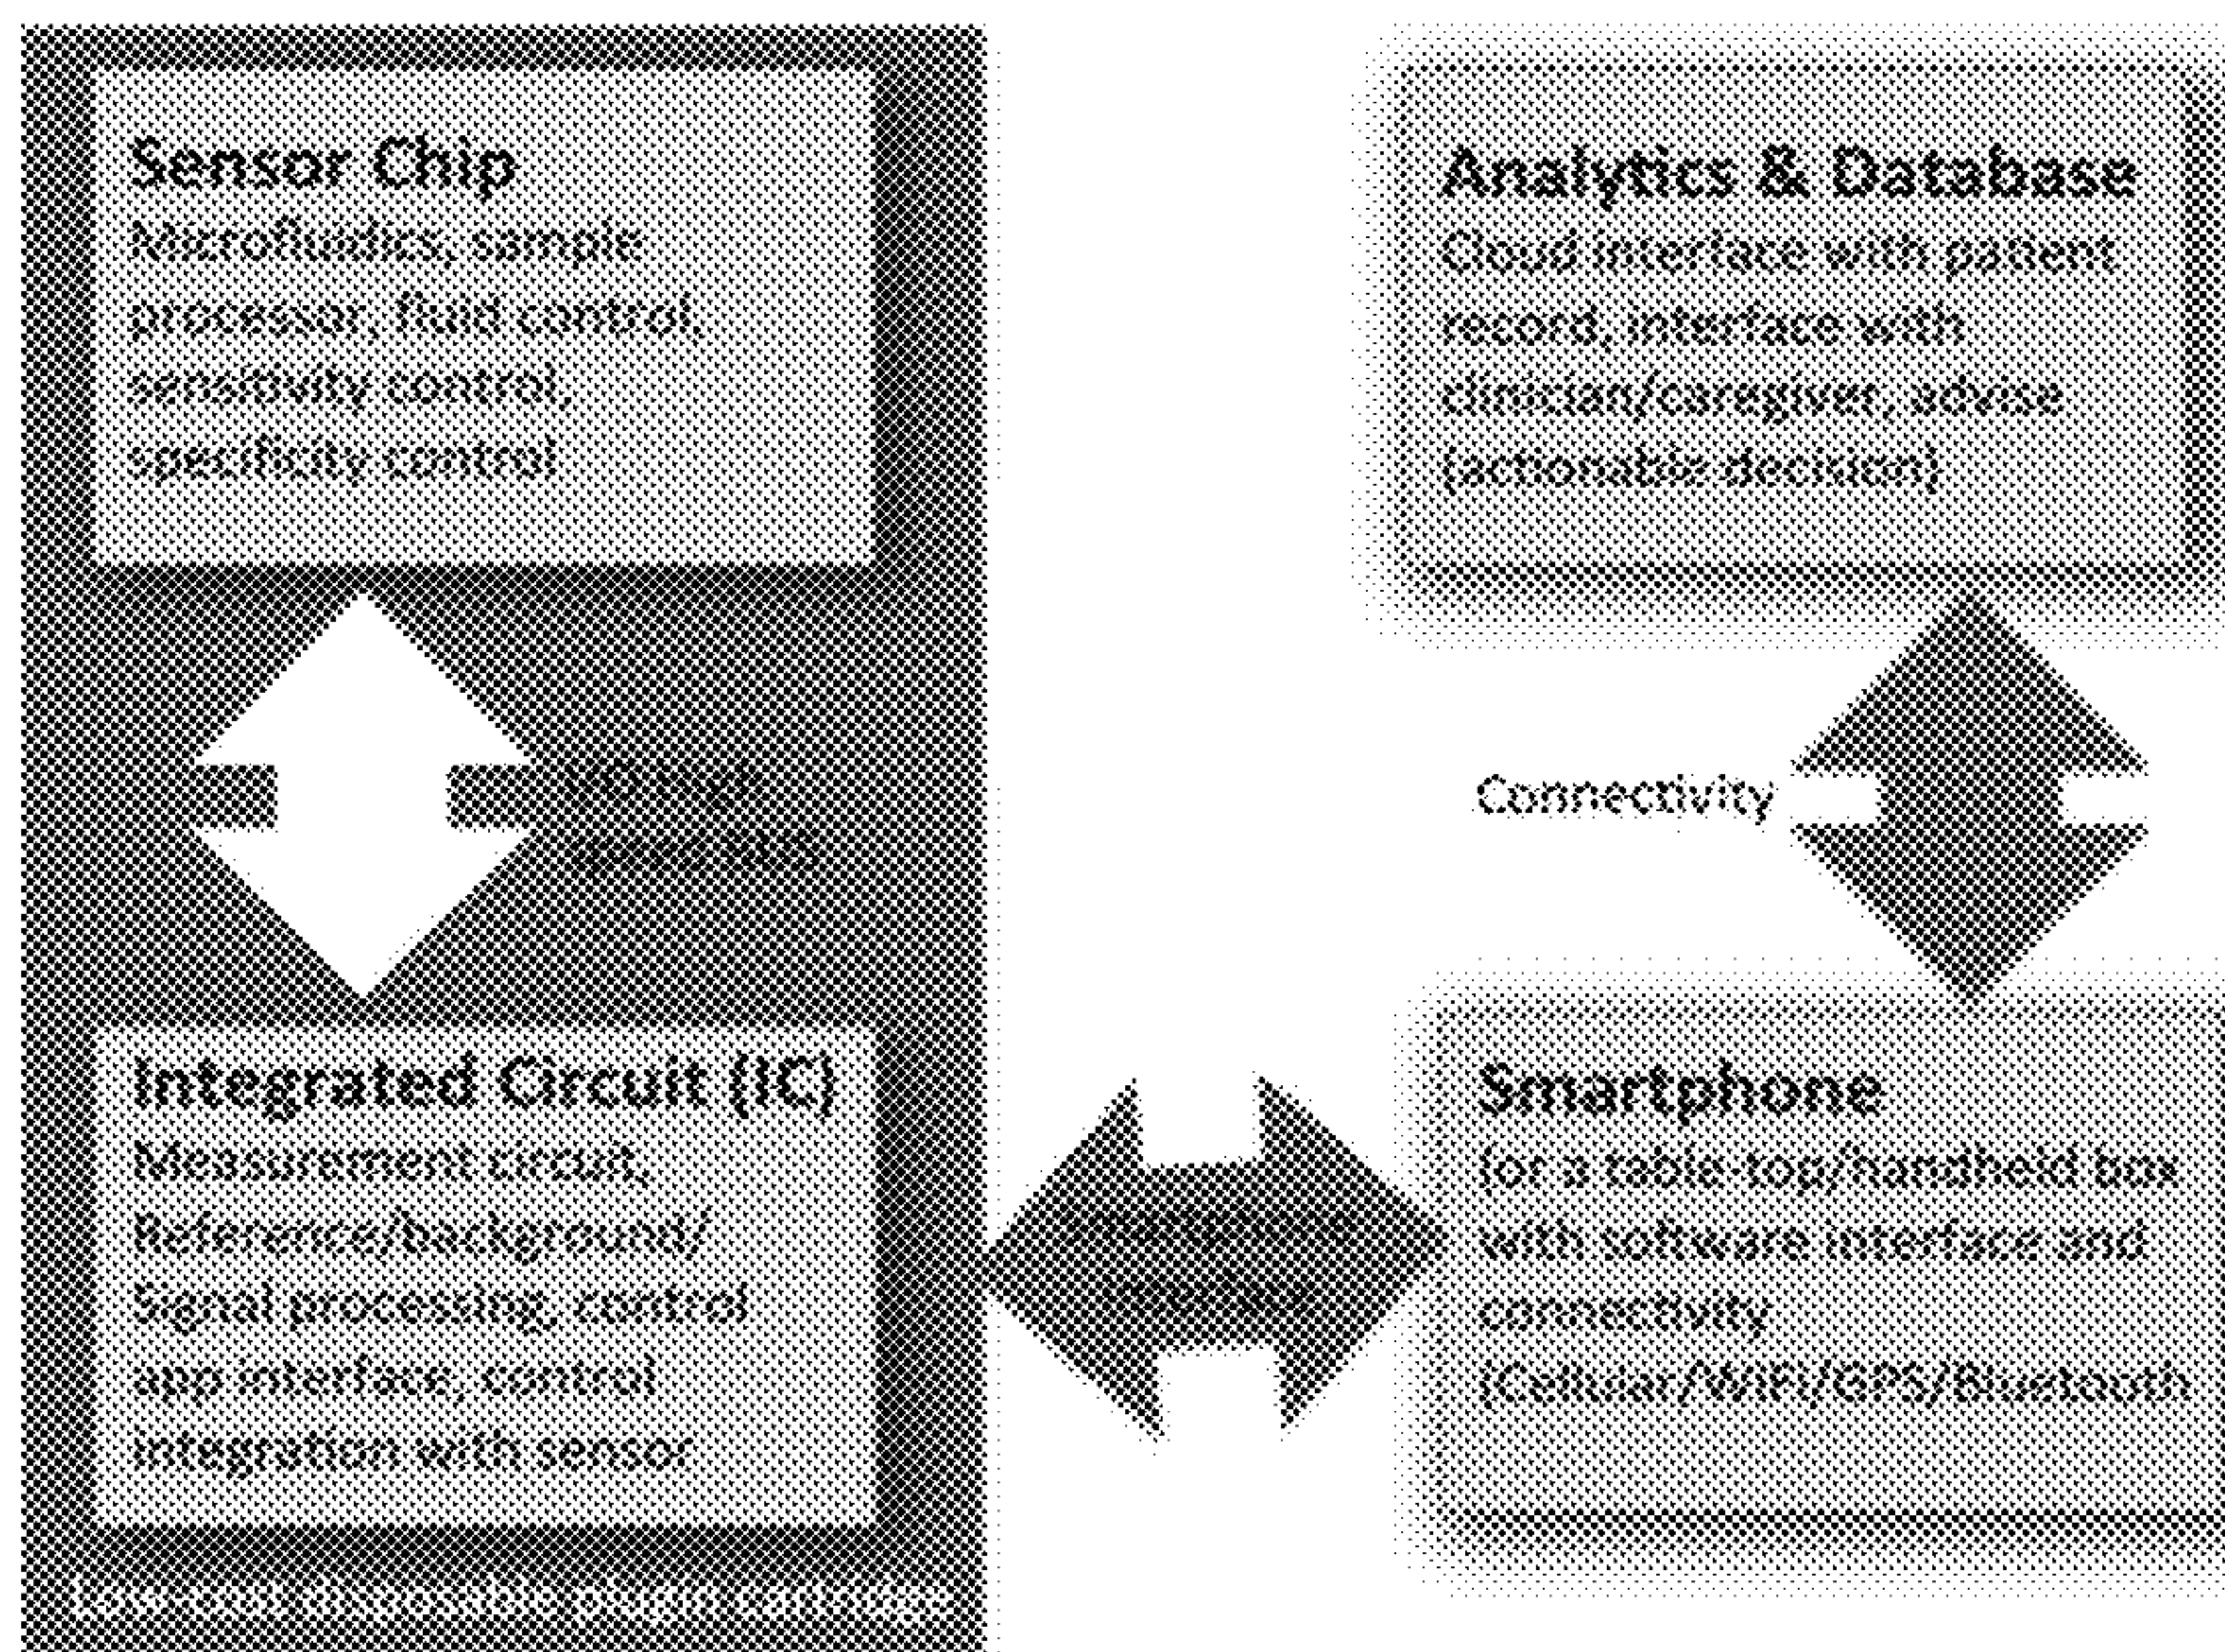 Sensor Chip
Microfluidics, sample
processor, fluid control,
sensitivity control,
specificity control
Integrated Circuit (IC)
Measurement circuit,
Reference/background/
Signal processing, control
app interface, control
integration with sensor
Smartphone
interface
Analytics & Database
Cloud interface with patient
record, interface with
clinician/caregiver, advise
(actionable decision)
Connectivity
Smartphone
(or a table-top/handheld box
with software interface and
connectivity
(Cellular/WiFi/GPS/Bluetooth